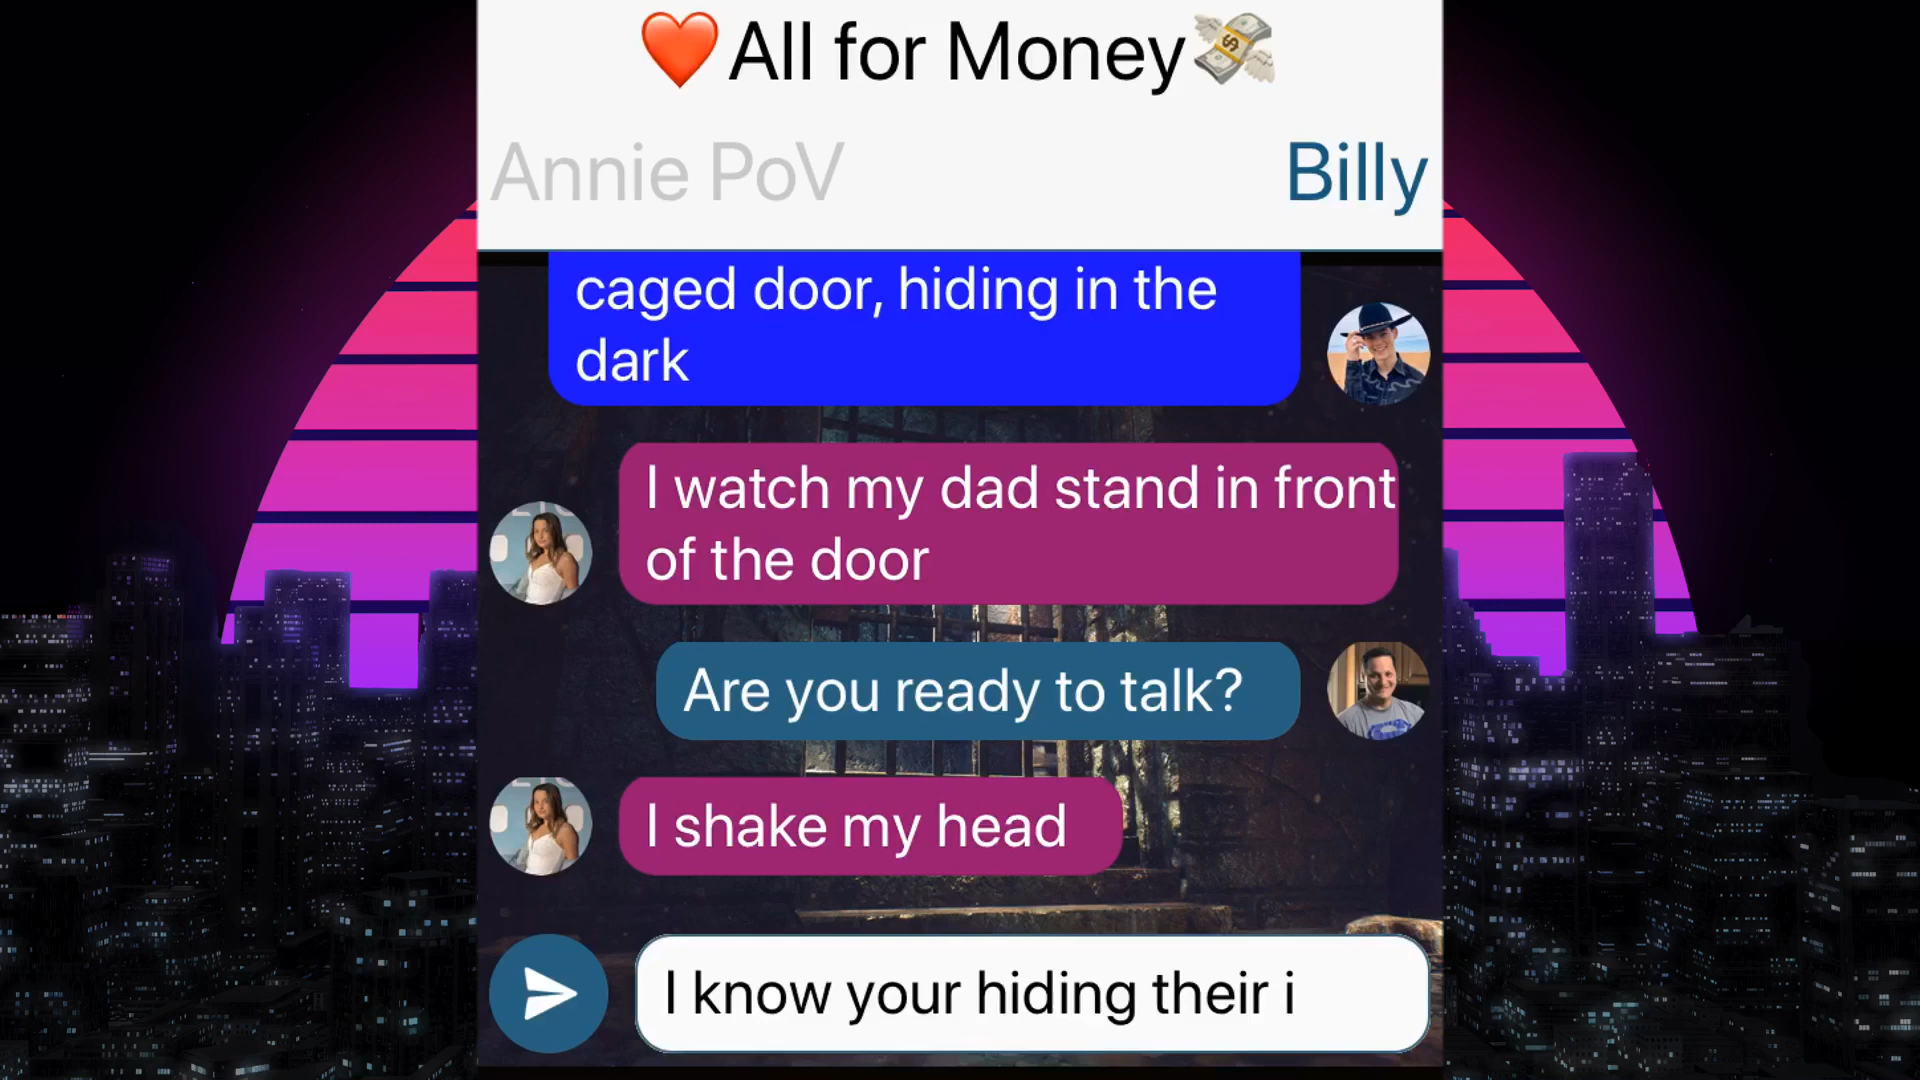 ❤️All for Money💸
Annie PoV
Billy
caged door, hiding in the
dark
I watch my dad stand in front
of the door
Are you ready to talk?
I shake my head
I know your hiding their i